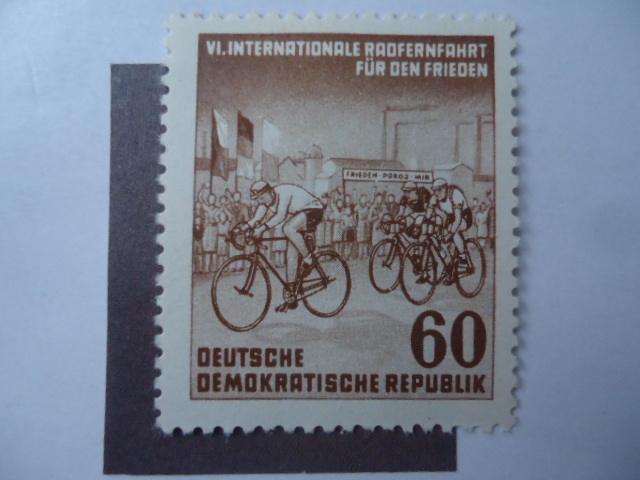 VI. INTERNATIONALE RADFERNFAHRT
FÜR DEN FRIEDEN
FRIEDEN · POKOJ · MIR
60
DEUTSCHE
DEMOKRATISCHE REPUBLIK